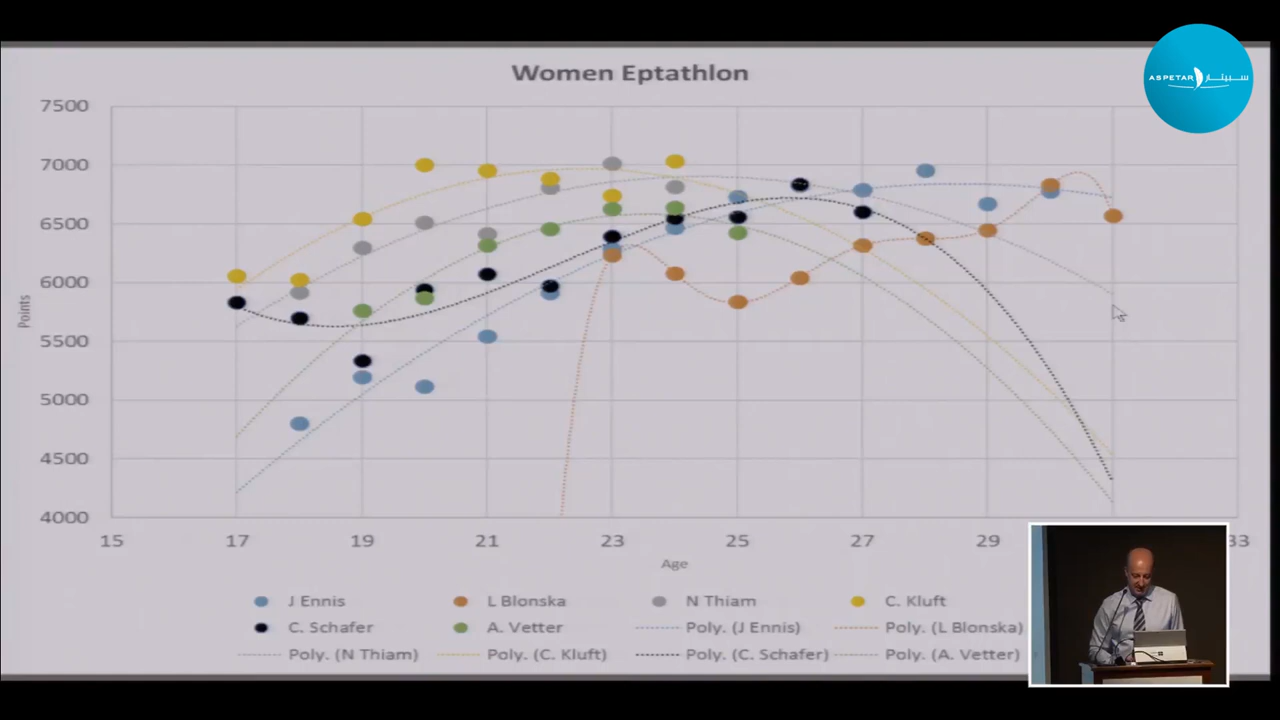 Women Eptathlon
ASPETAR سبيتار
7500
7000
6500
6000
5500
5000
4500
4000
Points
15 17 19 21 23 25 27 29 33
Age
J Ennis L Blonska N Thiam C. Kluft
C. Schafer A. Vetter Poly. (J Ennis) Poly. (L Blonska)
Poly. (N Thiam) Poly. (C. Kluft) Poly. (C. Schafer) Poly. (A. Vetter)